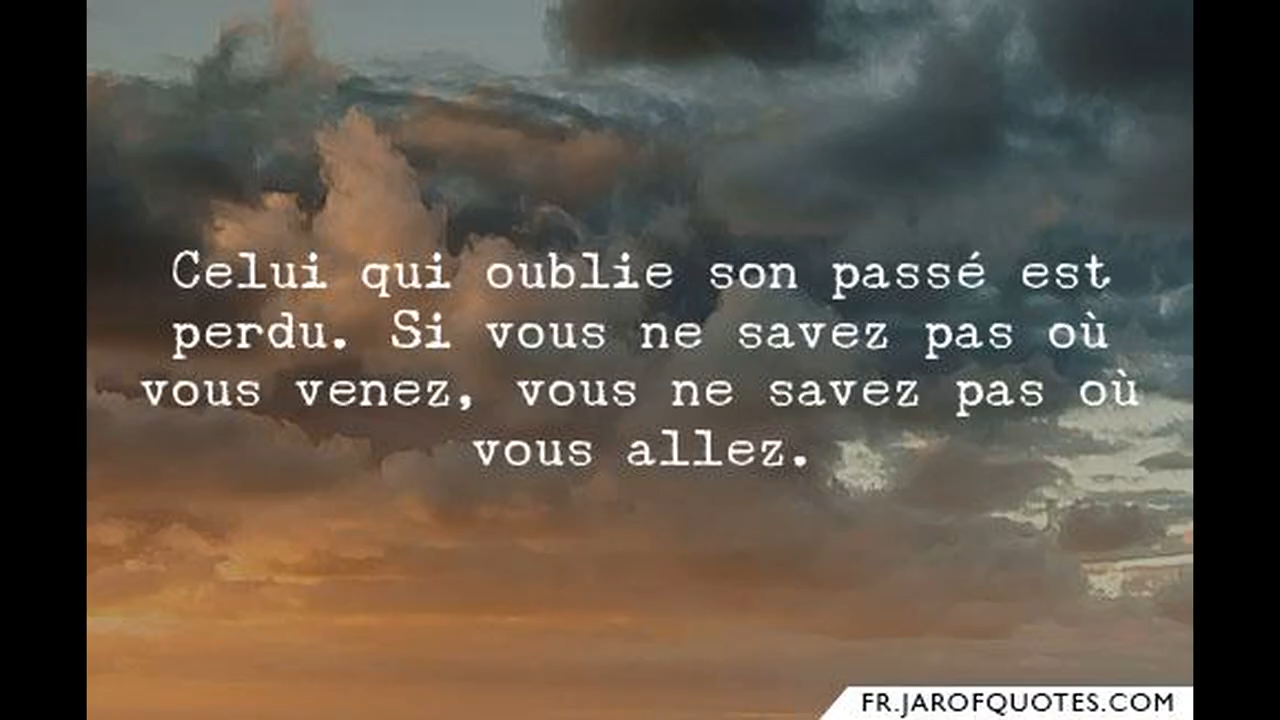 Celui qui oublie son passé est
perdu. Si vous ne savez pas où
vous venez, vous ne savez pas où
vous allez.
FR.JAROFQUOTES.COM